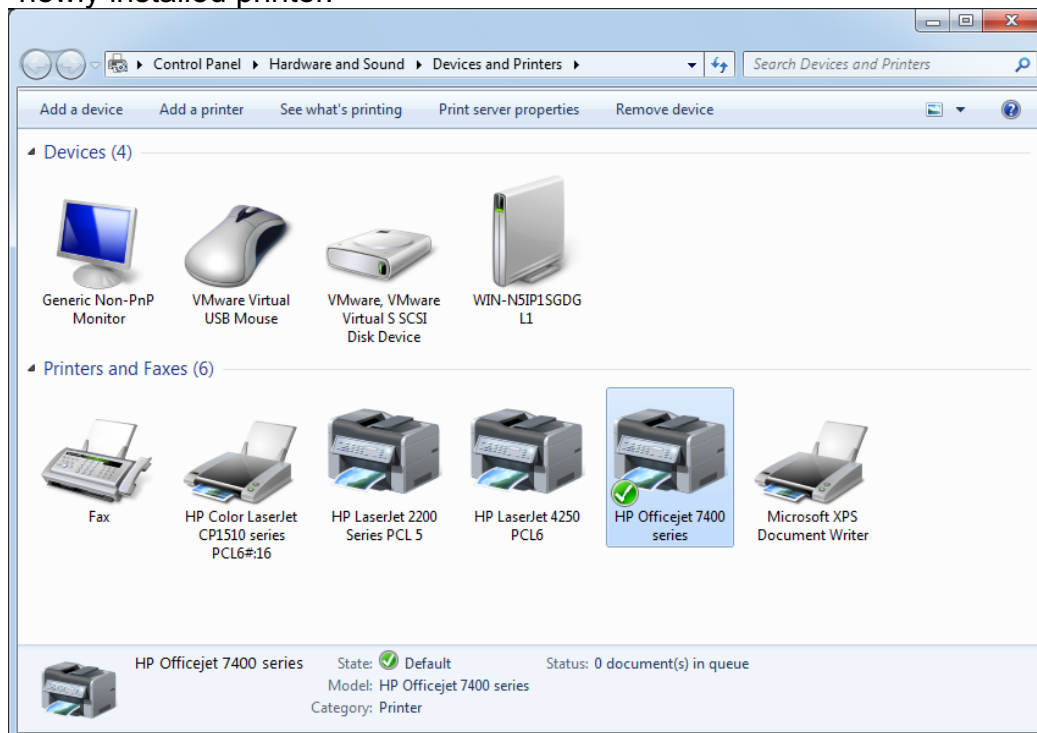 newly installed printer.
Control Panel Hardware and Sound Devices and Printers
Search Devices and Printers
Add a device Add a printer See what's printing Print server properties Remove device
Devices (4)
Generic Non-PnP
Monitor
VMware Virtual
USB Mouse
VMware, VMware
Virtual S SCSI
Disk Device
WIN-N5IP1SGDG
L1
Printers and Faxes (6)
Fax
HP Color LaserJet
CP1510 series
PCL6#:16
HP LaserJet 2200
Series PCL 5
HP LaserJet 4250
PCL6
HP Officejet 7400
series
Microsoft XPS
Document Writer
HP Officejet 7400 series State: Default Status: 0 document(s) in queue
Model: HP Officejet 7400 series
Category: Printer